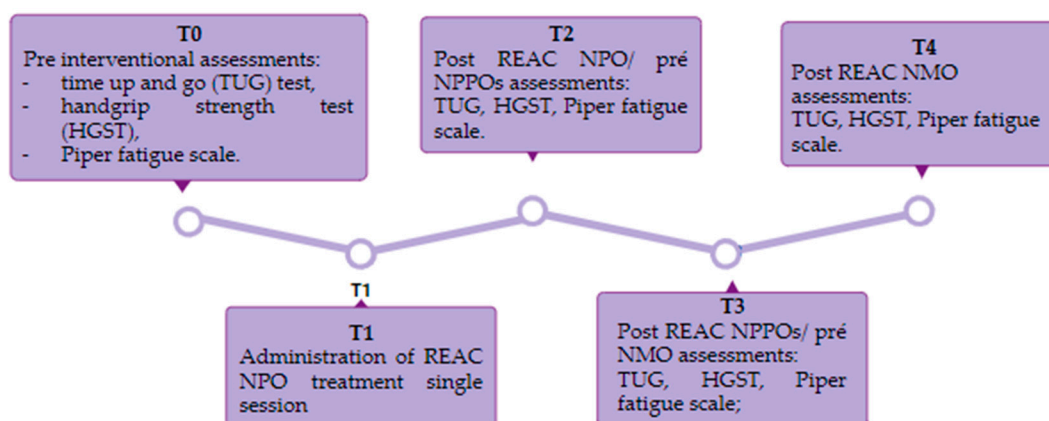 T0
Pre interventional assessments:
- time up and go (TUG) test,
- handgrip strength test
(HGST),
- Piper fatigue scale.
T2
Post REAC NPO/ pré
NPPOs assessments:
TUG, HGST, Piper fatigue
scale.
T4
Post REAC NMO
assessments:
TUG, HGST, Piper fatigue
scale.
T1
T1
Administration of REAC
NPO treatment single
session
T3
Post REAC NPPOs/ pré
NMO assessments:
TUG, HGST, Piper
fatigue scale;